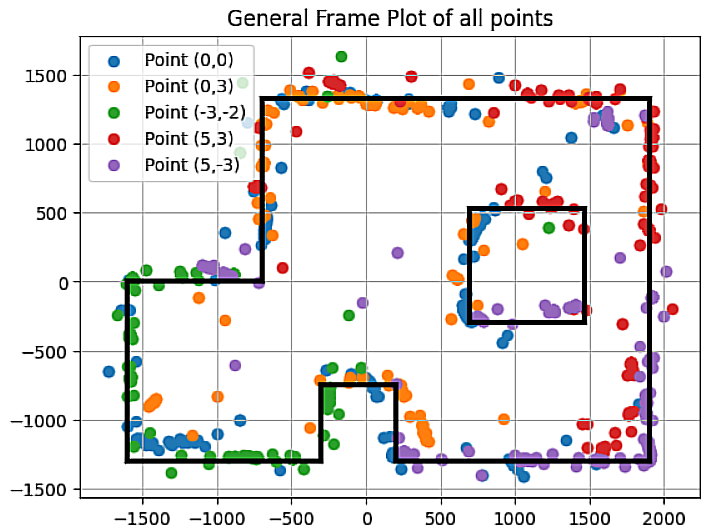 General Frame Plot of all points
Point (0,0)
Point (0,3)
Point (-3,-2)
Point (5,3)
Point (5,-3)
1500
1000
500
0
−500
−1000
−1500
−1500 −1000 −500 0 500 1000 1500